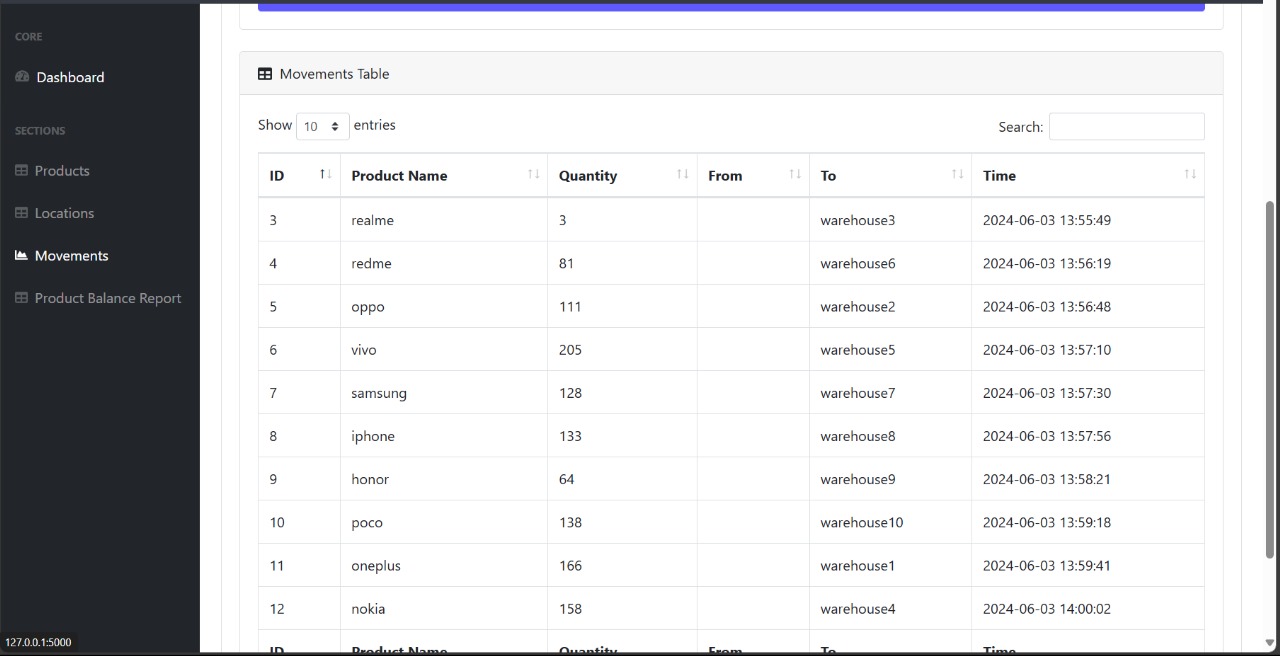 CORE
Dashboard
SECTIONS
Products
Locations
Movements
Product Balance Report
Movements Table
Show 10 entries
Search:
ID Product Name Quantity From To Time
3 realme 3 warehouse3 2024-06-03 13:55:49
4 redme 81 warehouse6 2024-06-03 13:56:19
5 oppo 111 warehouse2 2024-06-03 13:56:48
6 vivo 205 warehouse5 2024-06-03 13:57:10
7 samsung 128 warehouse7 2024-06-03 13:57:30
8 iphone 133 warehouse8 2024-06-03 13:57:56
9 honor 64 warehouse9 2024-06-03 13:58:21
10 poco 138 warehouse10 2024-06-03 13:59:18
11 oneplus 166 warehouse1 2024-06-03 13:59:41
12 nokia 158 warehouse4 2024-06-03 14:00:02
ID Product Name Quantity From To Time
127.0.0.1:5000